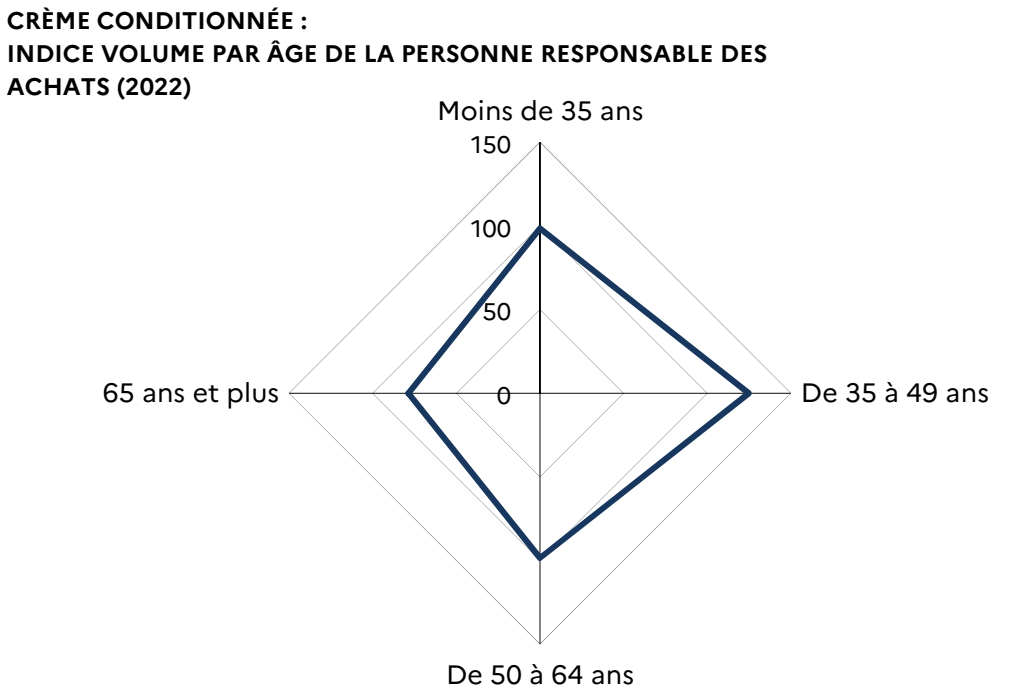 CRÈME CONDITIONNÉE :
INDICE VOLUME PAR ÂGE DE LA PERSONNE RESPONSABLE DES
ACHATS (2022)
Moins de 35 ans
150
100
50
65 ans et plus
0
De 35 à 49 ans
De 50 à 64 ans